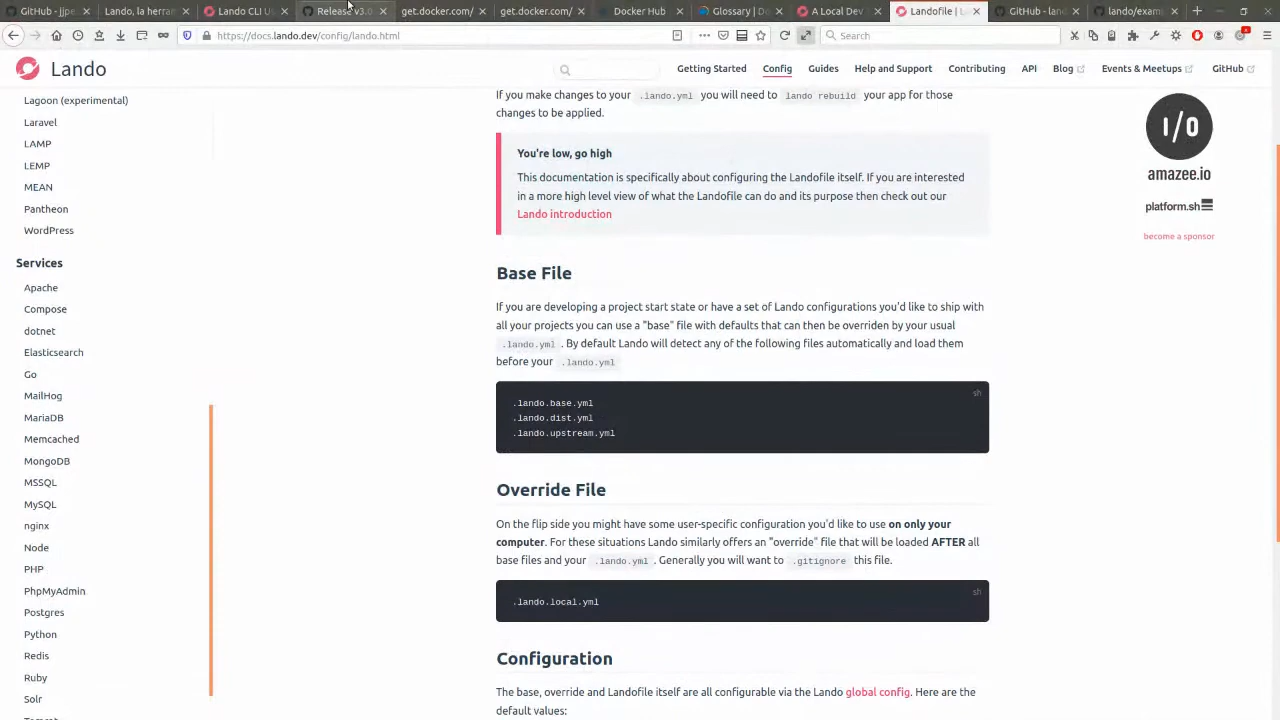 GitHub - jjpe
Lando, la herram
Lando CLI U
Release v3.0
get.docker.com/
get.docker.com/
Docker Hub
Glossary | Do
A Local Dev
Landofile | L
GitHub - land
lando/exam
https://docs.lando.dev/config/lando.html
Search
Lando
Getting Started
Config
Guides
Help and Support
Contributing
API
Blog
Events & Meetups
GitHub
Lagoon (experimental)
Laravel
LAMP
LEMP
MEAN
Pantheon
WordPress
Services
Apache
Compose
dotnet
Elasticsearch
Go
MailHog
MariaDB
Memcached
MongoDB
MSSQL
MySQL
nginx
Node
PHP
PhpMyAdmin
Postgres
Python
Redis
Ruby
Solr
If you make changes to your .lando.yml you will need to lando rebuild your app for those
changes to be applied.
You're low, go high
This documentation is specifically about configuring the Landofile itself. If you are interested
in a more high level view of what the Landofile can do and its purpose then check out our
Lando introduction
Base File
If you are developing a project start state or have a set of Lando configurations you'd like to ship with
all your projects you can use a "base" file with defaults that can then be overriden by your usual
.lando.yml . By default Lando will detect any of the following files automatically and load them
before your .lando.yml
sh
.lando.base.yml
.lando.dist.yml
.lando.upstream.yml
Override File
On the flip side you might have some user-specific configuration you'd like to use on only your
computer. For these situations Lando similarly offers an "override" file that will be loaded AFTER all
base files and your .lando.yml . Generally you will want to .gitignore this file.
sh
.lando.local.yml
Configuration
The base, override and Landofile itself are all configurable via the Lando global config. Here are the
default values:
I/O
amazee.io
platform.sh
become a sponsor